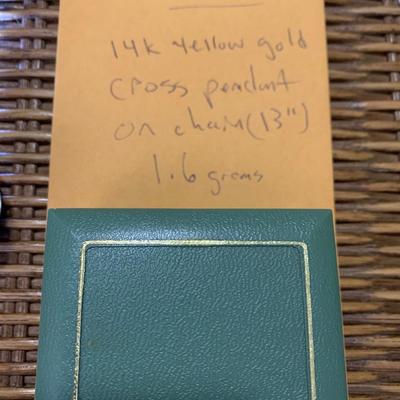 14k yellow gold
cross pendant
on chain (13")
1.6 grams